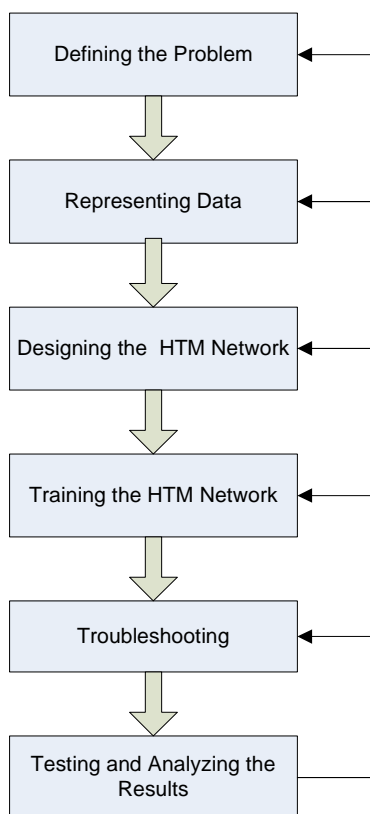 Defining the Problem
Representing Data
Designing the  HTM Network
Training the HTM Network
Troubleshooting
Testing and Analyzing the
Results